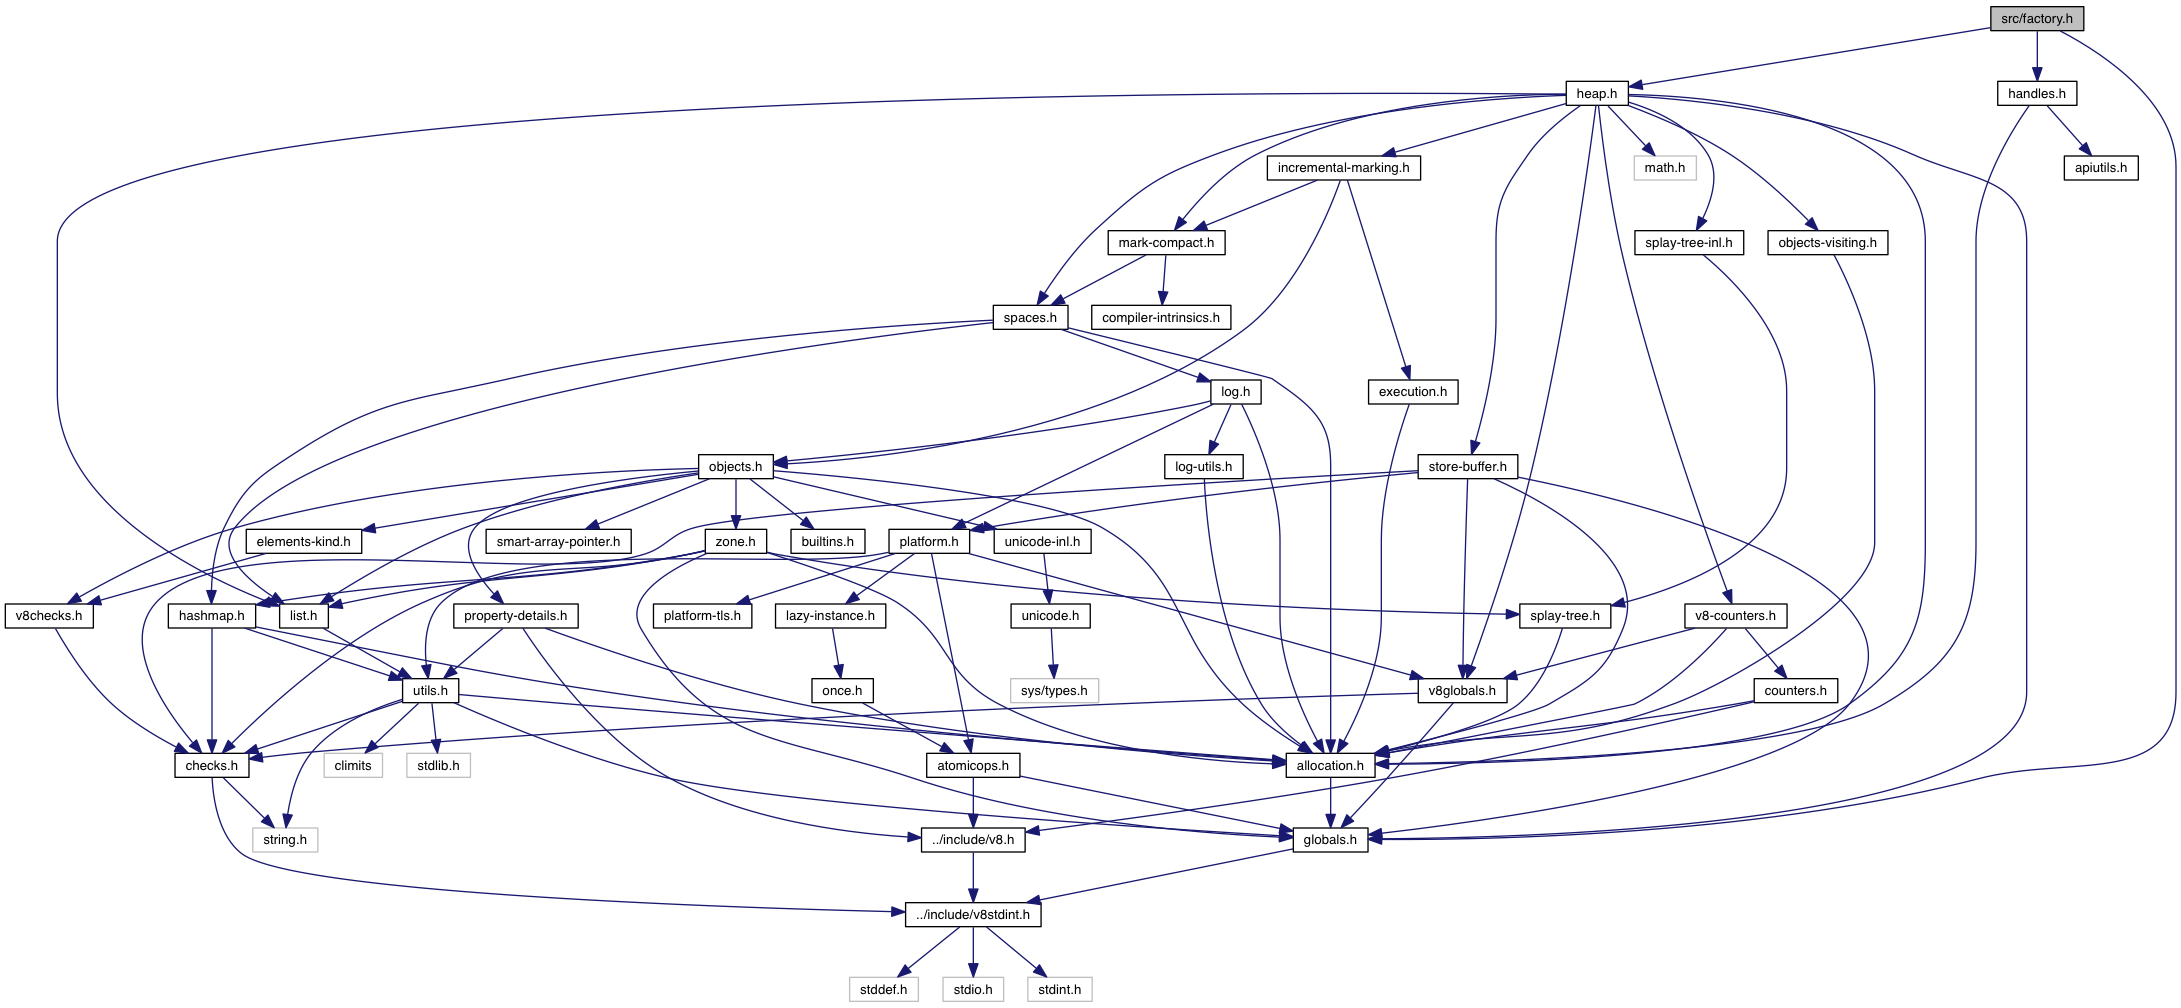 src/factory.h
heap.h
handles.h
incremental-marking.h
math.h
apiutils.h
mark-compact.h
splay-tree-inl.h
objects-visiting.h
spaces.h
compiler-intrinsics.h
log.h
execution.h
objects.h
log-utils.h
store-buffer.h
elements-kind.h
smart-array-pointer.h
zone.h
builtins.h
platform.h
unicode-inl.h
v8checks.h
hashmap.h
list.h
property-details.h
platform-tls.h
lazy-instance.h
unicode.h
splay-tree.h
v8-counters.h
utils.h
once.h
sys/types.h
v8globals.h
counters.h
checks.h
climits
stdlib.h
atomicops.h
allocation.h
string.h
../include/v8.h
globals.h
../include/v8stdint.h
stddef.h
stdio.h
stdint.h